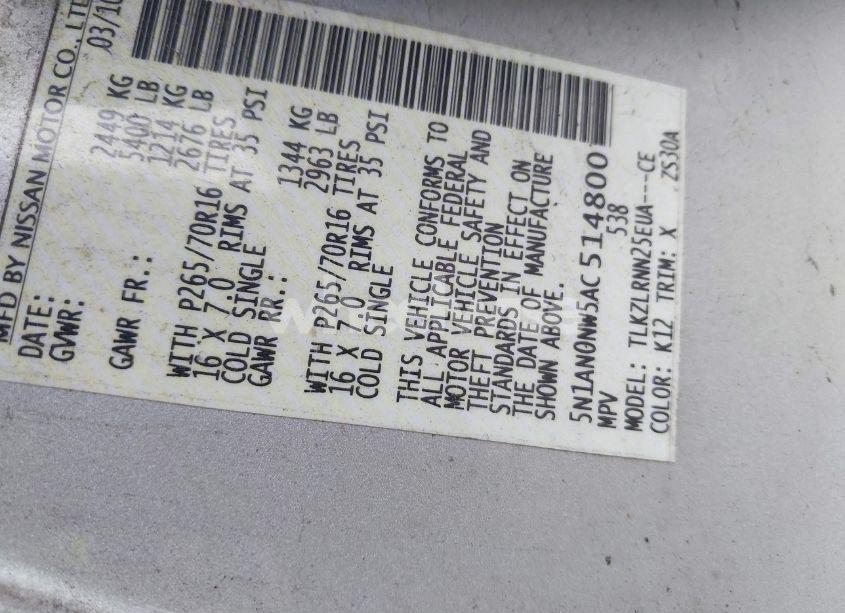 MFD BY NISSAN MOTOR CO., LTD
DATE: 03/10
GVWR: 2449 KG
5400 LB
GAWR FR.: 1214 KG
2676 LB
WITH P265/70R16 TIRES
16 X 7.0 RIMS AT 35 PSI
COLD SINGLE
GAWR RR.: 1344 KG
2963 LB
WITH P265/70R16 TIRES
16 X 7.0 RIMS AT 35 PSI
COLD SINGLE
THIS VEHICLE CONFORMS TO
ALL APPLICABLE FEDERAL
MOTOR VEHICLE SAFETY AND
THEFT PREVENTION
STANDARDS IN EFFECT ON
THE DATE OF MANUFACTURE
SHOWN ABOVE.
5N1AN0NW5AC514800
MPV 538
MODEL: TLKZLRNN25EUA---CE
COLOR: K12 TRIM: X ZS30A